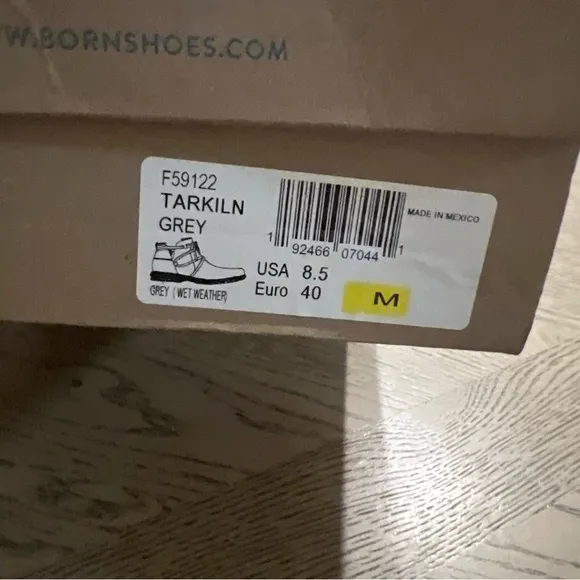 W.BORNSHOES.COM
F59122
TARKILN
GREY
MADE IN MEXICO
1 92466 07044 1
GREY (WET WEATHER)
USA 8.5
Euro 40
M